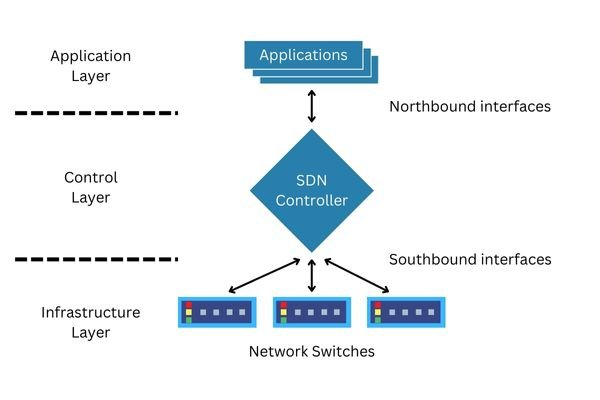 Application
Layer
Applications
Northbound interfaces
Control
Layer
SDN
Controller
Southbound interfaces
Infrastructure
Layer
Network Switches